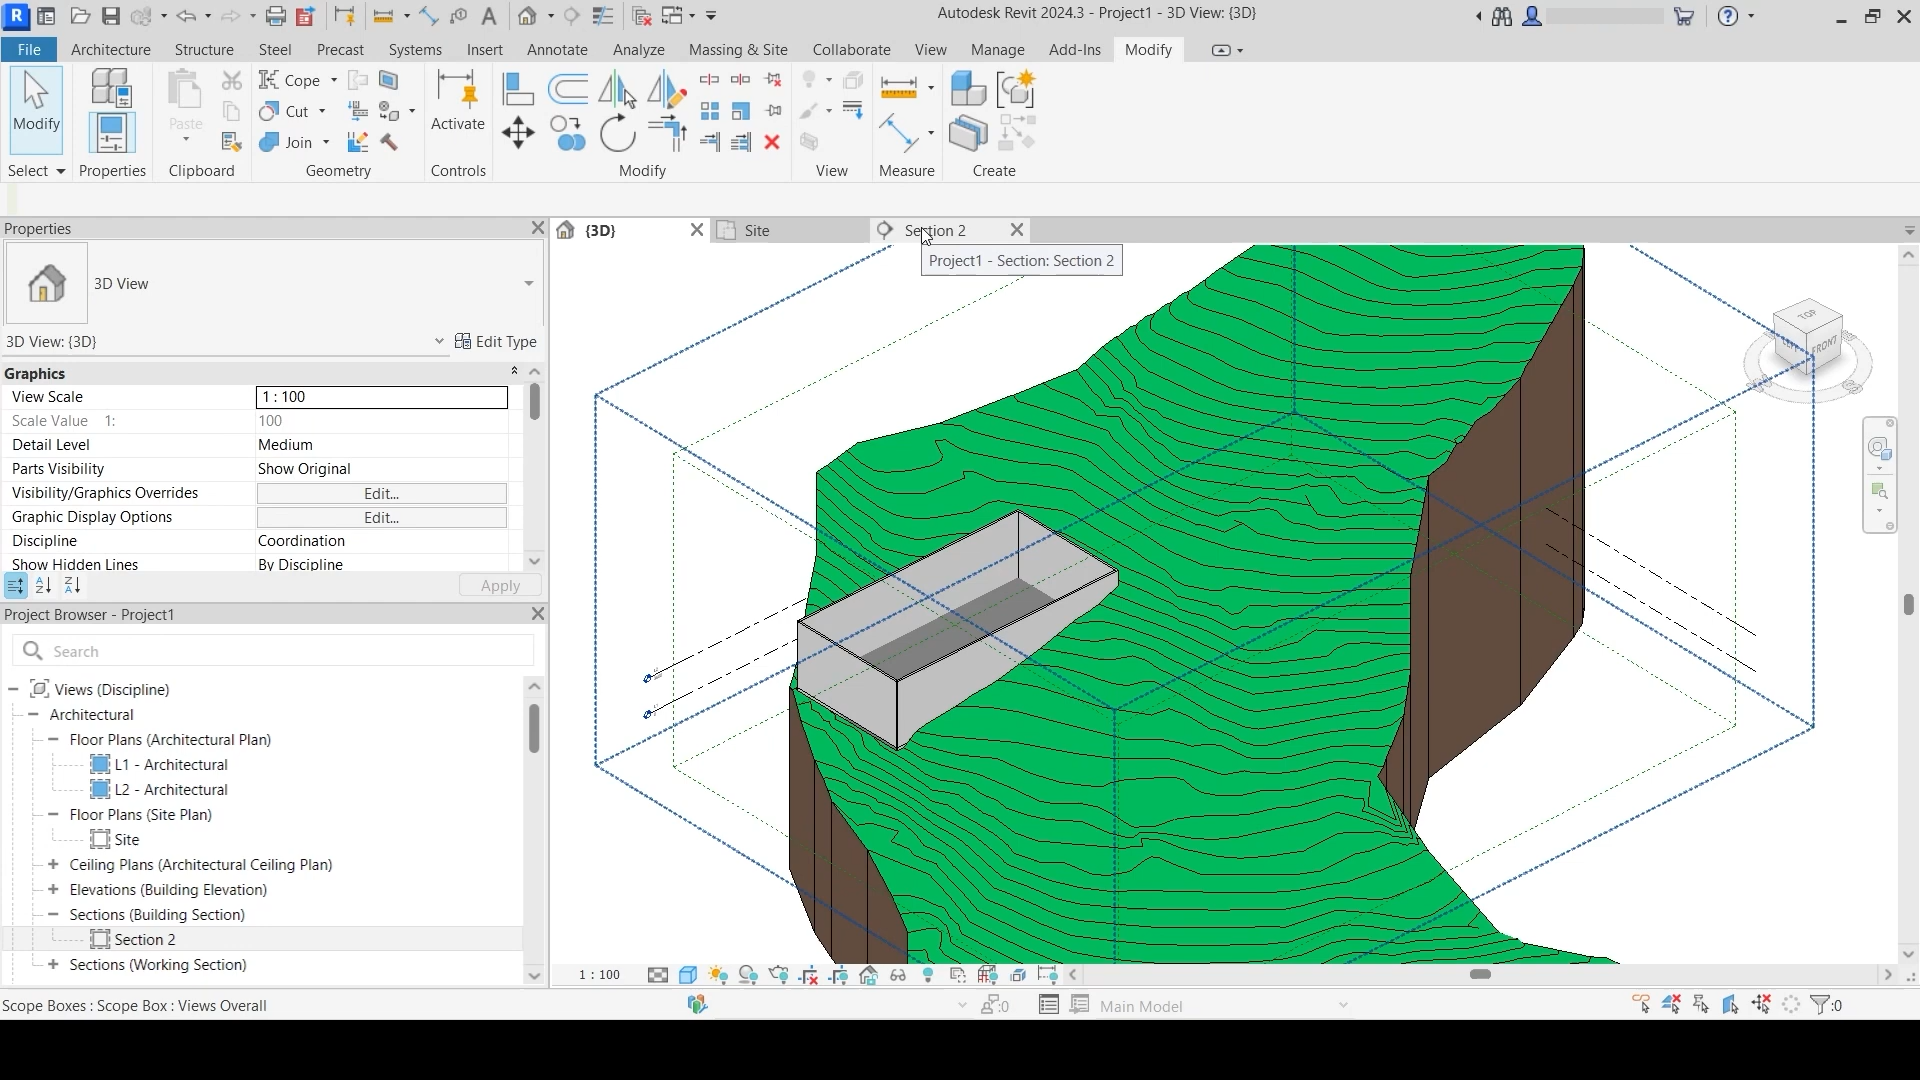 R
Autodesk Revit 2024.3 - Project1 - 3D View: {3D}
File Architecture Structure Steel Precast Systems Insert Annotate Analyze Massing & Site Collaborate View Manage Add-Ins Modify
Modify
Paste
Cope
Cut
Join
Activate
Select Properties Clipboard Geometry Controls Modify View Measure Create
Properties
{3D} Site Section 2
Project1 - Section: Section 2
3D View
3D View: {3D} Edit Type
Graphics
View Scale 1 : 100
Scale Value 1: 100
Detail Level Medium
Parts Visibility Show Original
Visibility/Graphics Overrides Edit...
Graphic Display Options Edit...
Discipline Coordination
Show Hidden Lines By Discipline
Apply
Project Browser - Project1
Search
Views (Discipline)
Architectural
Floor Plans (Architectural Plan)
L1 - Architectural
L2 - Architectural
Floor Plans (Site Plan)
Site
Ceiling Plans (Architectural Ceiling Plan)
Elevations (Building Elevation)
Sections (Building Section)
Section 2
Sections (Working Section)
TOP
LEFT FRONT
1 : 100
Scope Boxes : Scope Box : Views Overall
:0
Main Model
:0